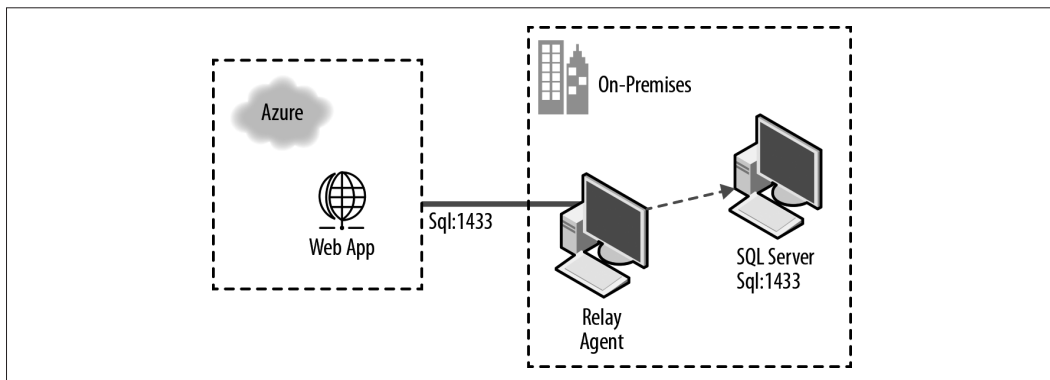 Azure
Web App
Sql:1433
On-Premises
Relay
Agent
SQL Server
Sql:1433